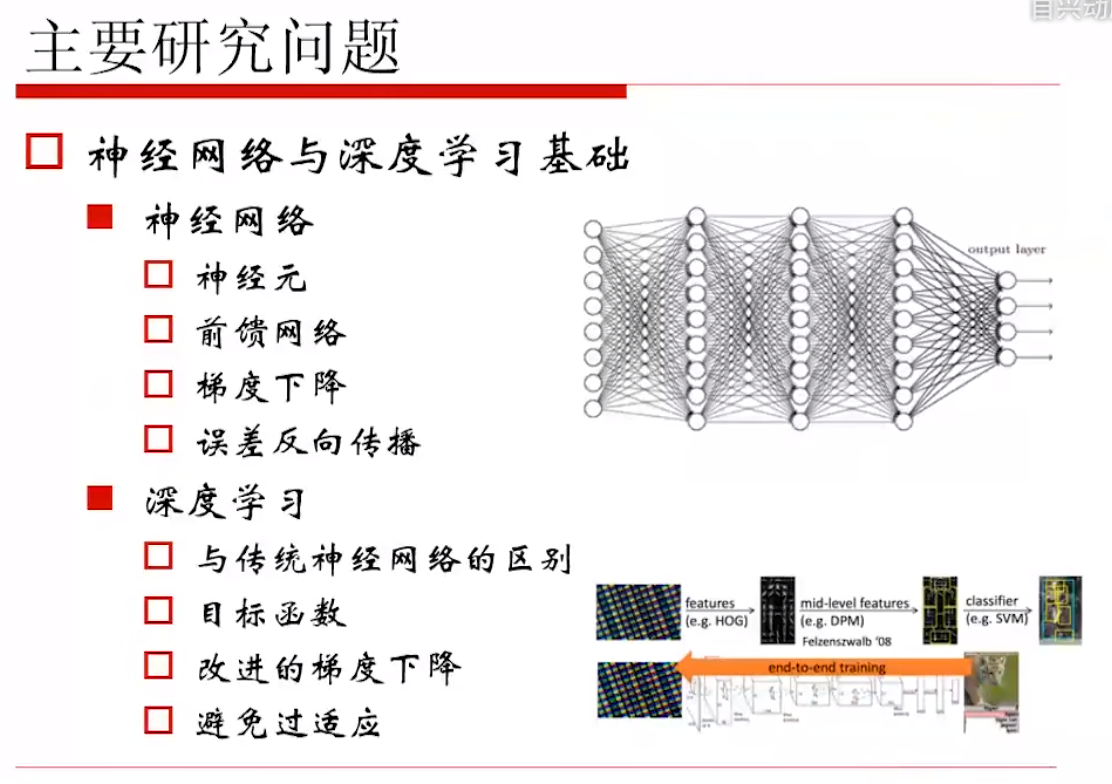 主要研究问题
神经网络与深度学习基础
神经网络
神经元
前馈网络
梯度下降
误差反向传播
深度学习
与传统神经网络的区别
目标函数
改进的梯度下降
避免过适应
output layer
features
(e.g. HOG)
mid-level features
(e.g. DPM)
Felzenszwalb '08
classifier
(e.g. SVM)
end-to-end training